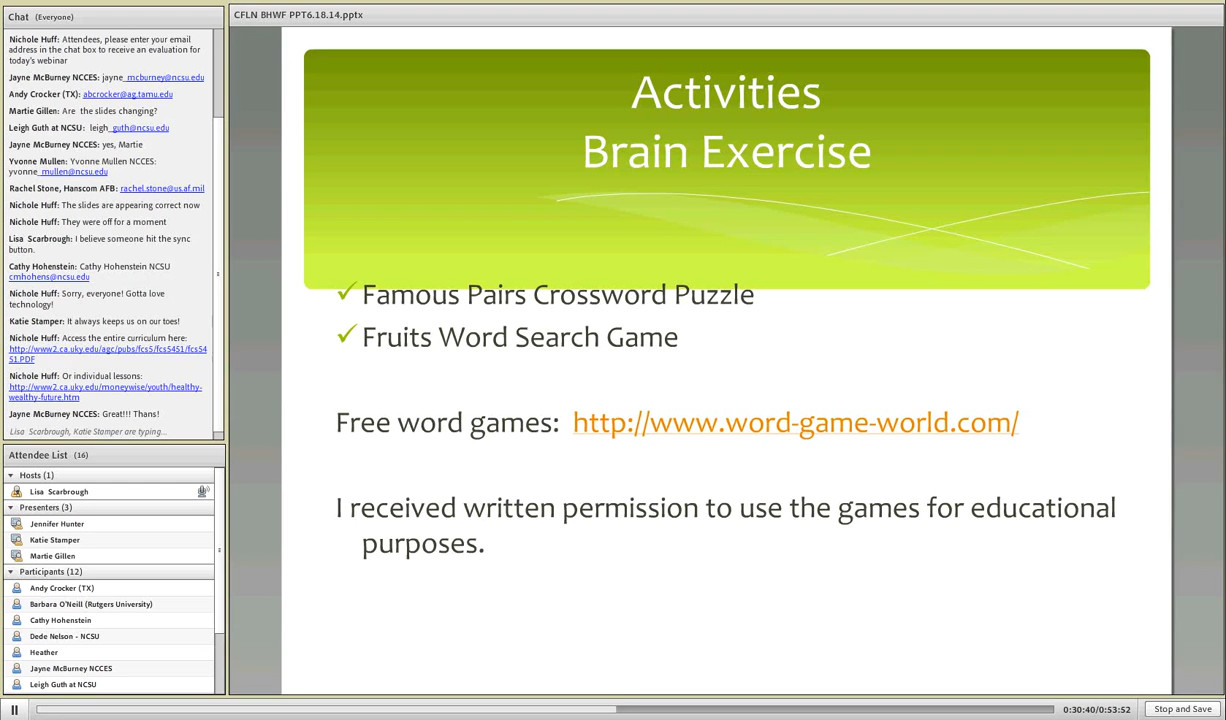 Chat (Everyone)
Nichole Huff: Attendees, please enter your email
address in the chat box to receive an evaluation for
today's webinar
Jayne McBurney NCCES: jayne_mcburney@ncsu.edu
Andy Crocker (TX): abcrocker@ag.tamu.edu
Martie Gillen: Are the slides changing?
Leigh Guth at NCSU: leigh_guth@ncsu.edu
Jayne McBurney NCCES: yes, Martie
Yvonne Mullen: Yvonne Mullen NCCES:
yvonne_mullen@ncsu.edu
Rachel Stone, Hanscom AFB: rachel.stone@us.af.mil
Nichole Huff: The slides are appearing correct now
Nichole Huff: They were off for a moment
Lisa Scarbrough: I believe someone hit the sync
button.
Cathy Hohenstein: Cathy Hohenstein NCSU
cmhohens@ncsu.edu
Nichole Huff: Sorry, everyone! Gotta love
technology!
Katie Stamper: It always keeps us on our toes!
Nichole Huff: Access the entire curriculum here:
http://www2.ca.uky.edu/agc/pubs/fcs5/fcs5451/fcs54
51.PDF
Nichole Huff: Or individual lessons:
http://www2.ca.uky.edu/moneywise/youth/healthy-
wealthy-future.htm
Jayne McBurney NCCES: Great!!! Thans!
Lisa Scarbrough, Katie Stamper are typing...
Attendee List (16)
Hosts (1)
Lisa Scarbrough
Presenters (3)
Jennifer Hunter
Katie Stamper
Martie Gillen
Participants (12)
Andy Crocker (TX)
Barbara O'Neill (Rutgers University)
Cathy Hohenstein
Dede Nelson - NCSU
Heather
Jayne McBurney NCCES
Leigh Guth at NCSU
CFLN BHWF PPT6.18.14.pptx
Activities
Brain Exercise
✓ Famous Pairs Crossword Puzzle
✓ Fruits Word Search Game
Free word games: http://www.word-game-world.com/
I received written permission to use the games for educational
purposes.
0:30:40/0:53:52
Stop and Save